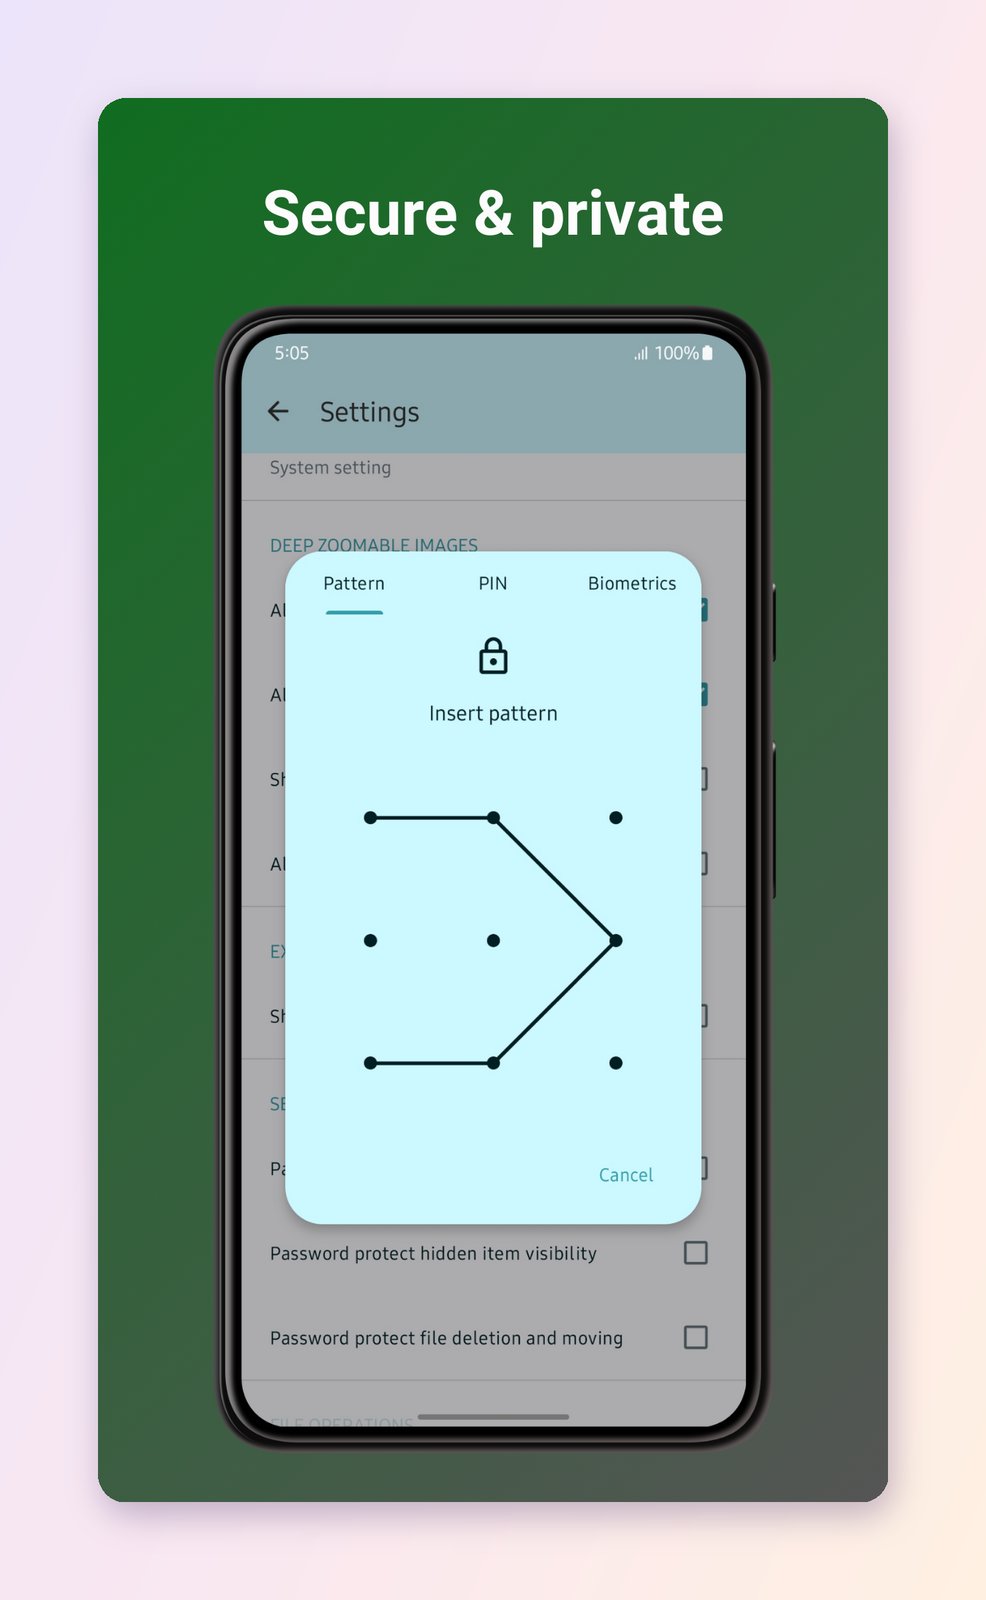 Secure & private
5:05 100%
Settings
System setting
DEEP ZOOMABLE IMAGES
Pattern PIN Biometrics
Insert pattern
Cancel
Password protect hidden item visibility
Password protect file deletion and moving
FILE OPERATIONS